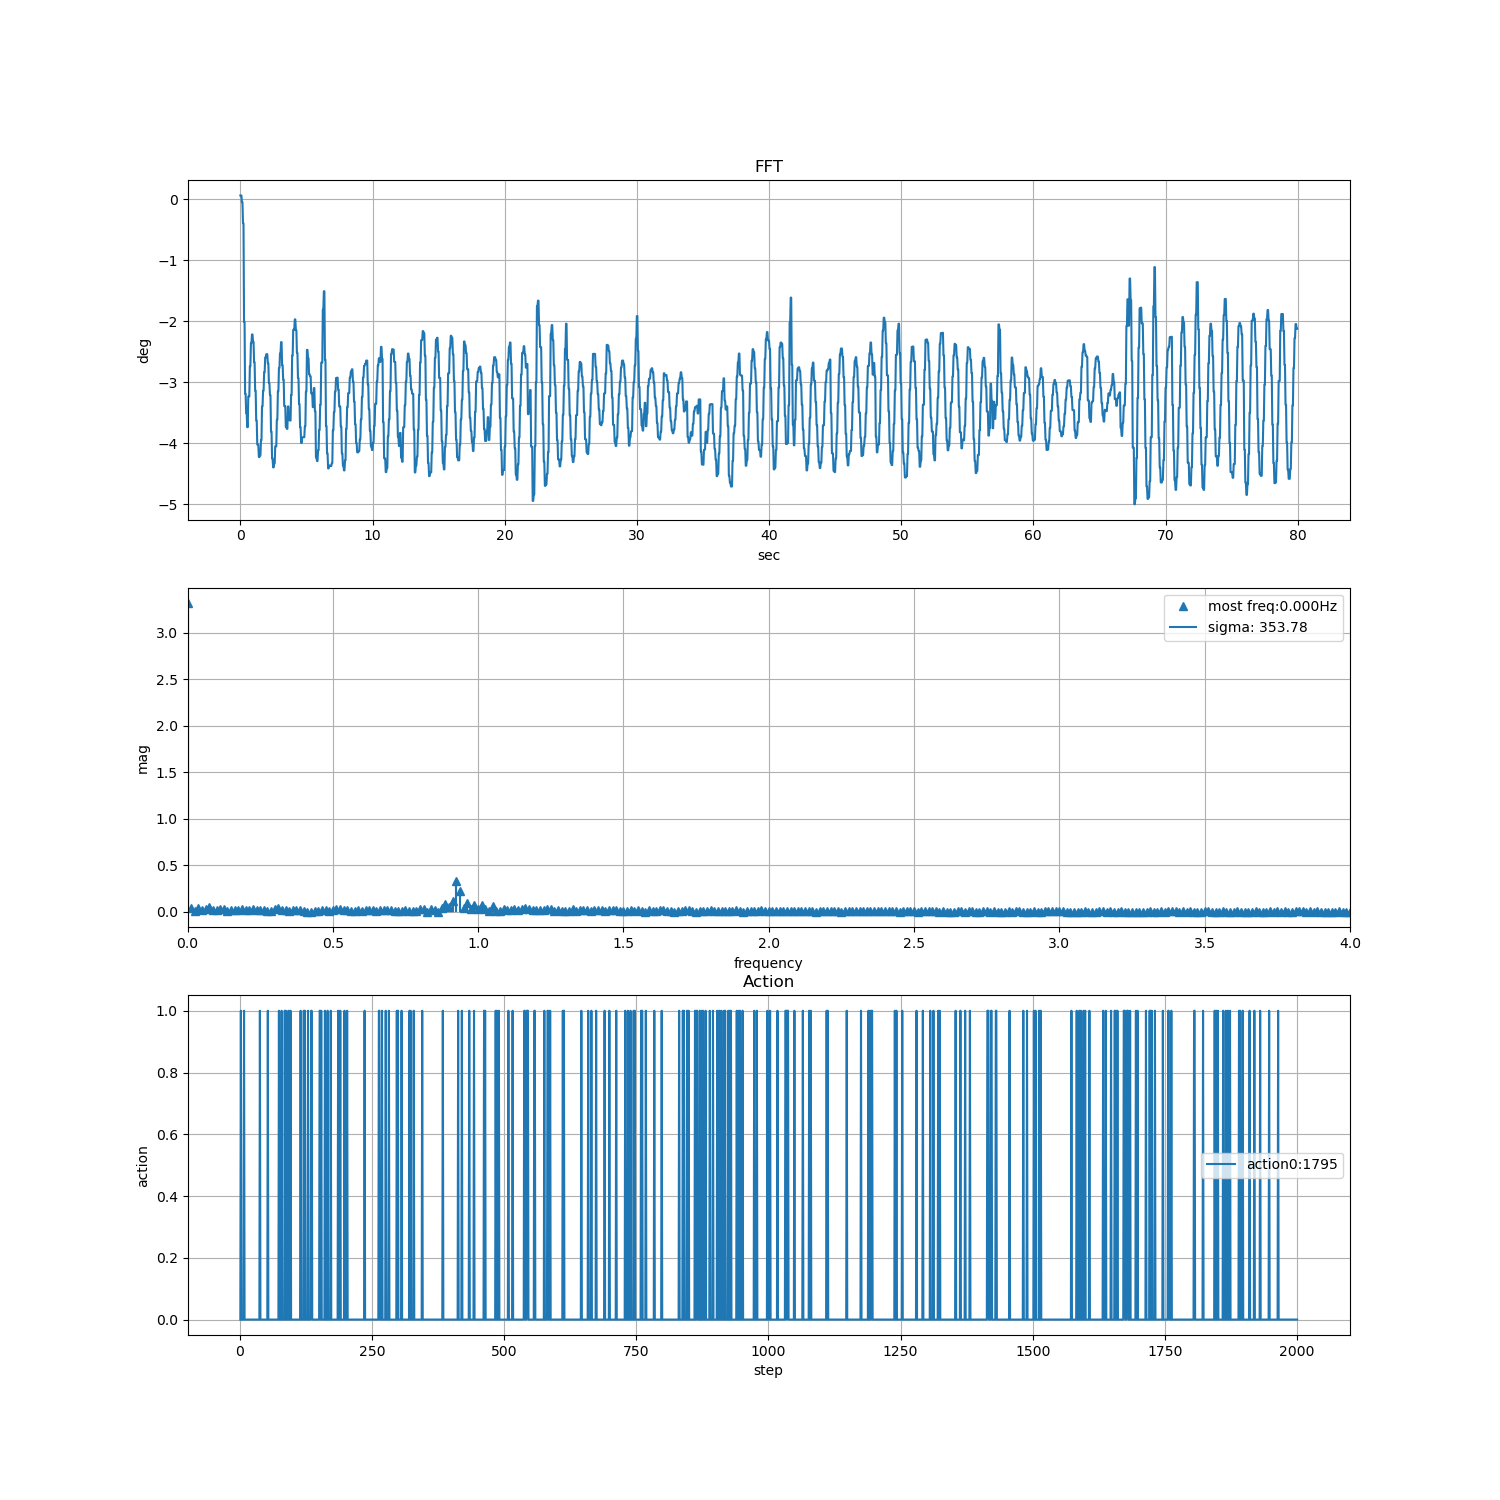 FFT
0
−1
−2
−3
−4
−5
deg
0 10 20 30 40 50 60 70 80
sec
most freq:0.000Hz
sigma: 353.78
3.0
2.5
2.0
1.5
1.0
0.5
0.0
mag
0.0 0.5 1.0 1.5 2.0 2.5 3.0 3.5 4.0
frequency
Action
1.0
0.8
0.6
0.4
0.2
0.0
action
action0:1795
0 250 500 750 1000 1250 1500 1750 2000
step